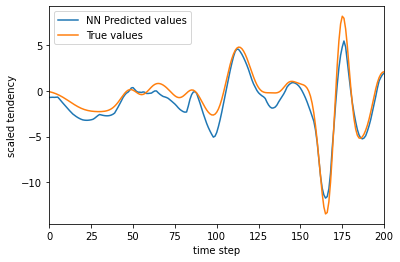 NN Predicted values
True values
scaled tendency
5
0
−5
−10
0 25 50 75 100 125 150 175 200
time step